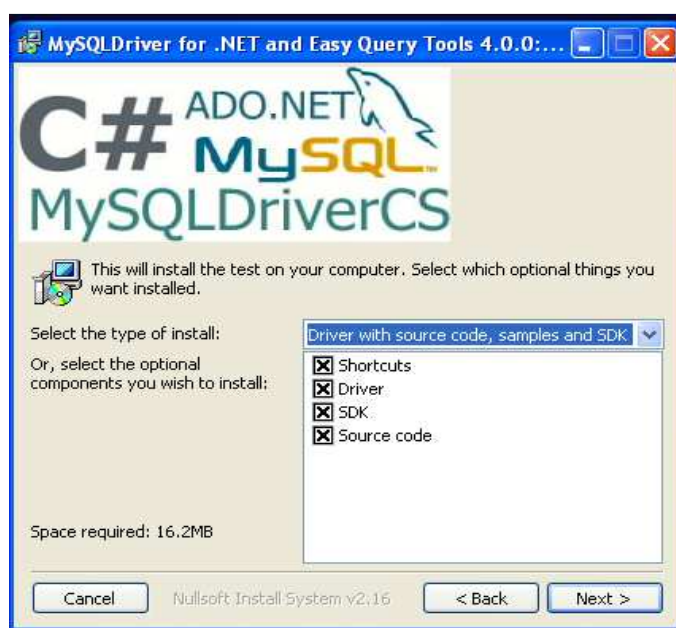 MySQLDriver for .NET and Easy Query Tools 4.0.0:...
C# ADO.NET
MySQL™
MySQLDriverCS
This will install the test on your computer. Select which optional things you
want installed.
Select the type of install:
Driver with source code, samples and SDK
Or, select the optional
components you wish to install:
Shortcuts
Driver
SDK
Source code
Space required: 16.2MB
Cancel
Nullsoft Install System v2.16
< Back
Next >